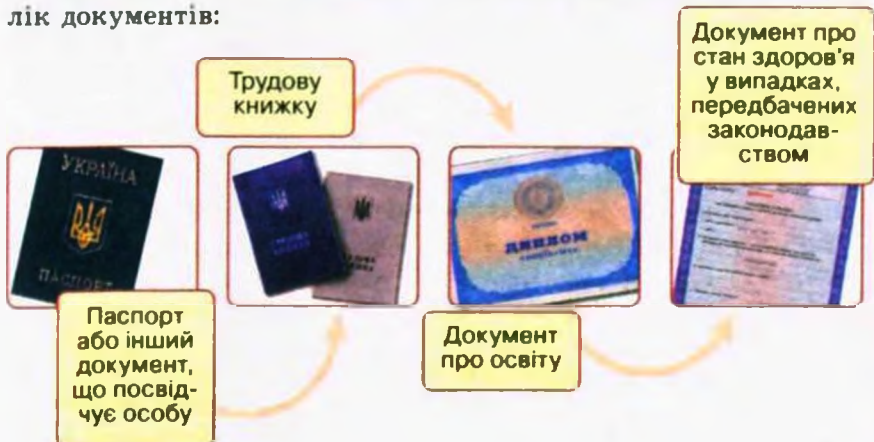 лік документів:
Трудову
книжку
Документ про
стан здоров'я
у випадках,
передбачених
законодав-
ством
УКРАЇНА
ПАСПОРТ
ДИПЛОМ
Паспорт
або інший
документ,
що посвід-
чує особу
Документ
про освіту